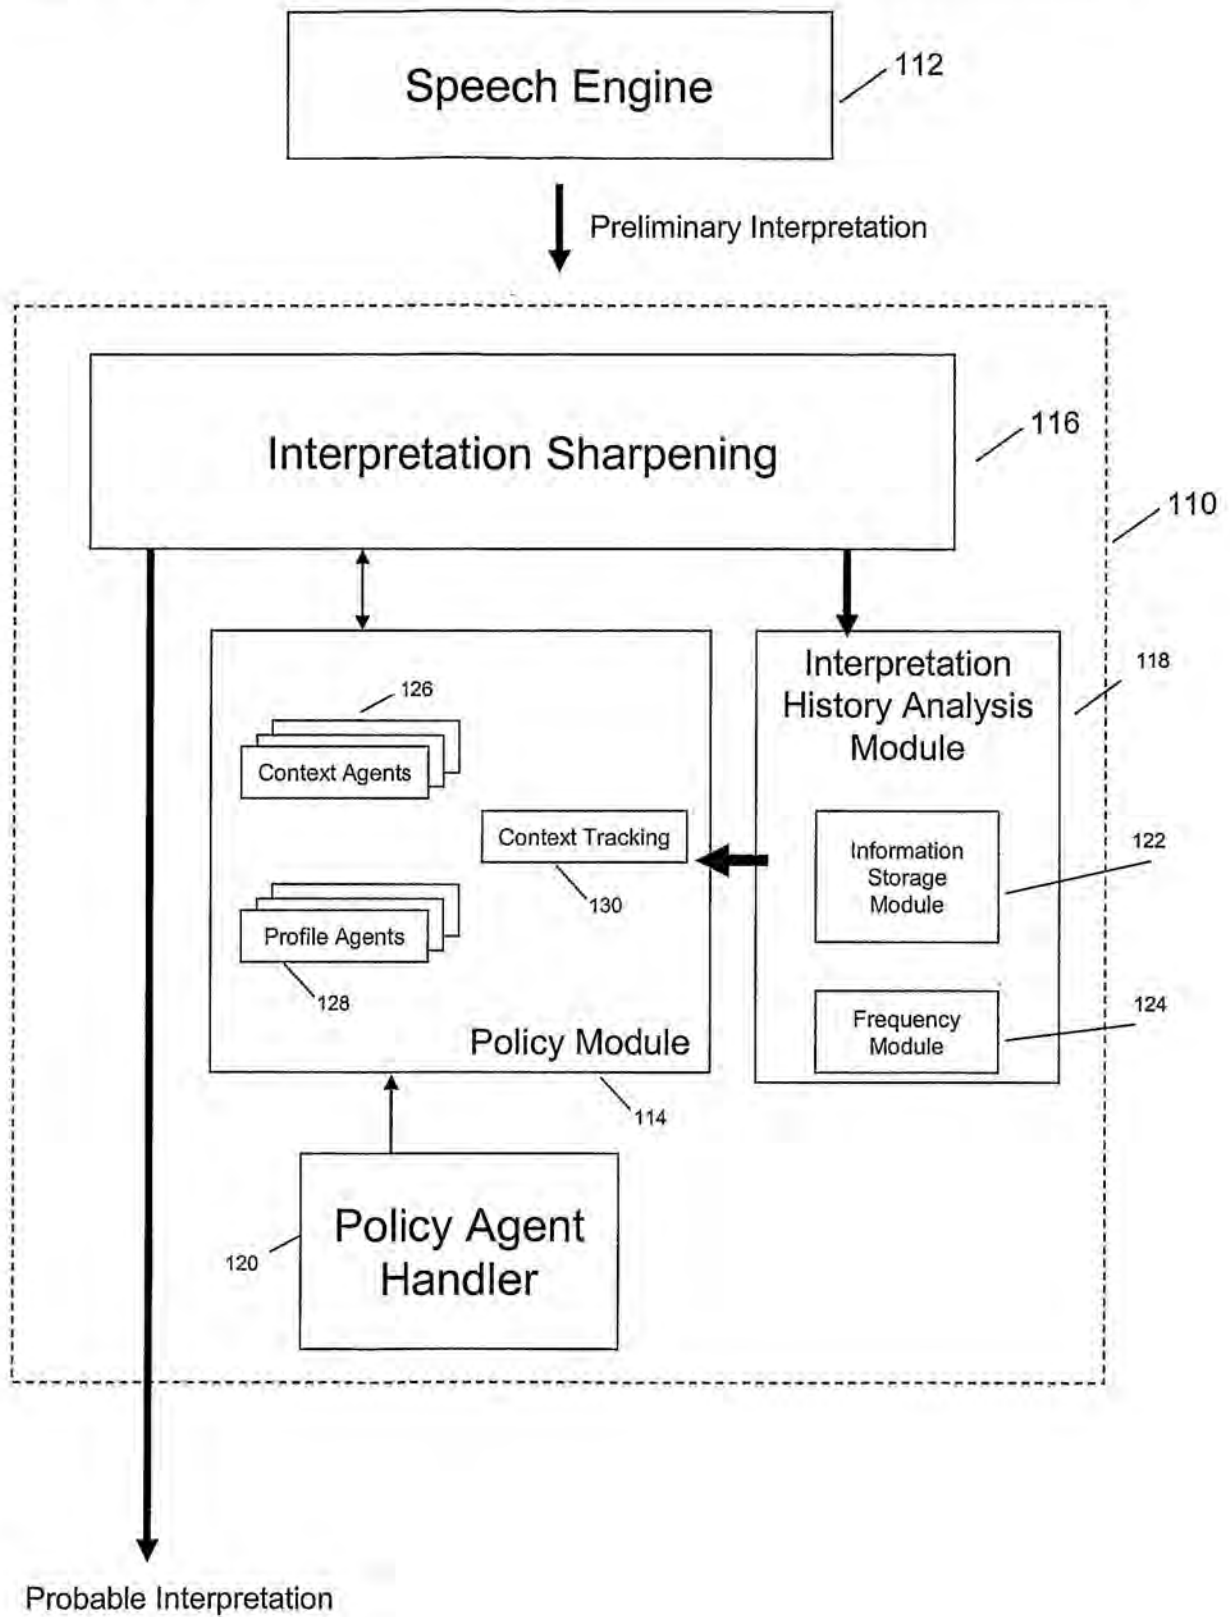 Speech Engine
112
Preliminary Interpretation
Interpretation Sharpening
116
110
Interpretation
History Analysis
Module
118
126
Context Agents
Context Tracking
130
Information
Storage
Module
122
Profile Agents
128
Frequency
Module
124
Policy Module
114
Policy Agent
Handler
120
Probable Interpretation